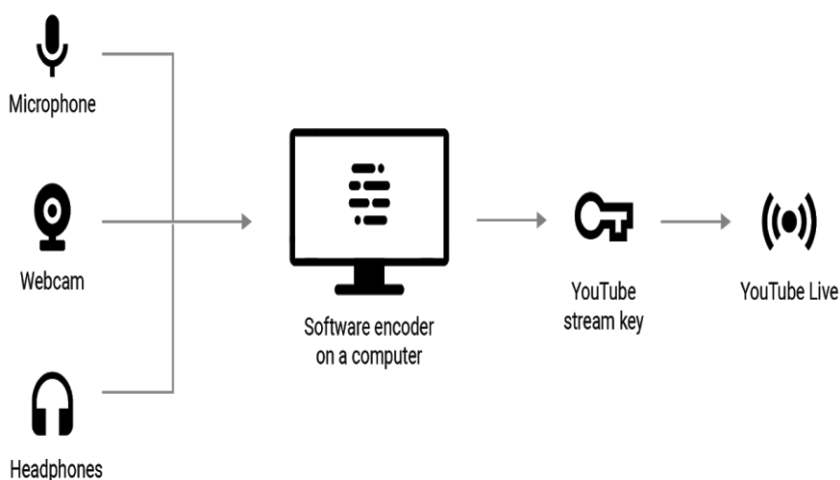 Microphone
Webcam
Headphones
Software encoder
on a computer
YouTube
stream key
YouTube Live